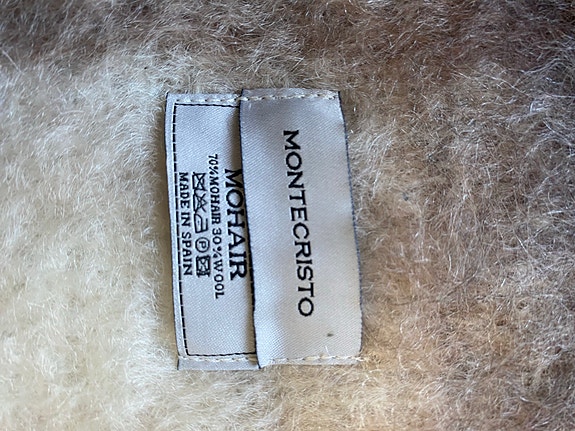 MONTECRISTO
MOHAIR
70%MOHAIR 30%WOOL
MADE IN SPAIN